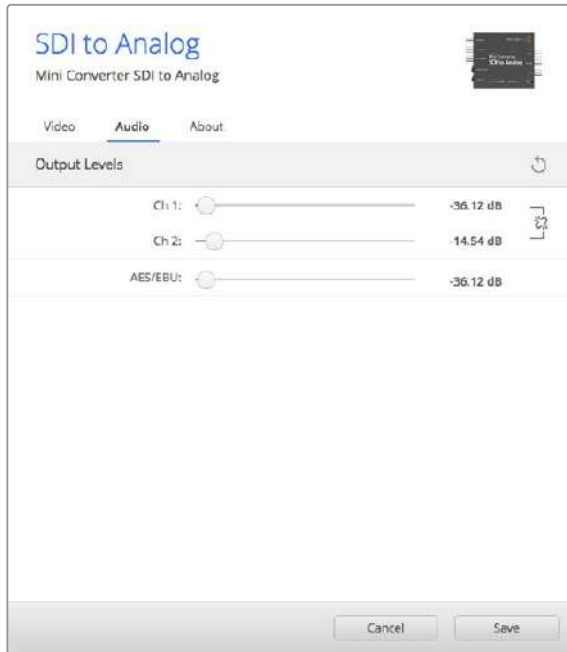 SDI to Analog
Mini Converter SDI to Analog
Video Audio About
Output Levels
Ch 1: -36.12 dB
Ch 2: -14.54 dB
AES/EBU: -36.12 dB
Cancel Save